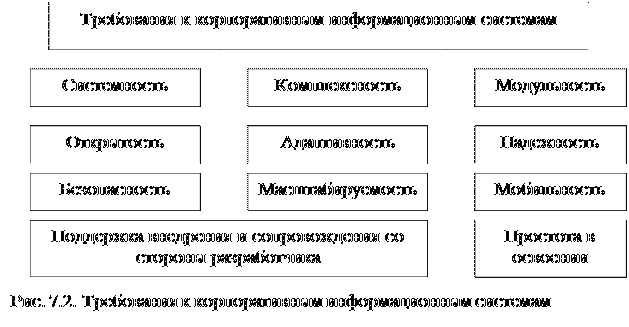 Требования к корпоративным информационным системам
Системность
Комплексность
Модульность
Открытость
Адаптивность
Надежность
Безопасность
Масштабируемость
Мобильность
Поддержка внедрения и сопровождения со
стороны разработчика
Простота в
освоении
Рис. 7.2. Требования к корпоративным информационным системам